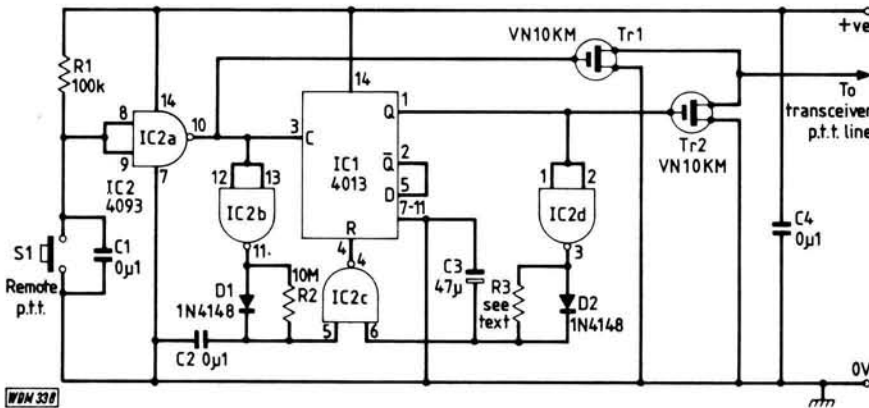 VN10KM
Tr1
+ve
R1
100k
14
14
8
IC2a
10
3
C
Q
1
To
transceiver
p.t.t. line
Tr2
VN10KM
9
7
IC2
4093
IC1
4013
Q
2
D
5
7-11
12
13
IC2b
1
2
IC2d
S1
Remote
p.t.t.
C1
0µ1
11.
R
4
4
3
C4
0µ1
D1
1N4148
10M
R2
IC2c
C3
47µ
R3
see
text
D2
1N4148
5
6
C2
0µ1
0V
WDM 338